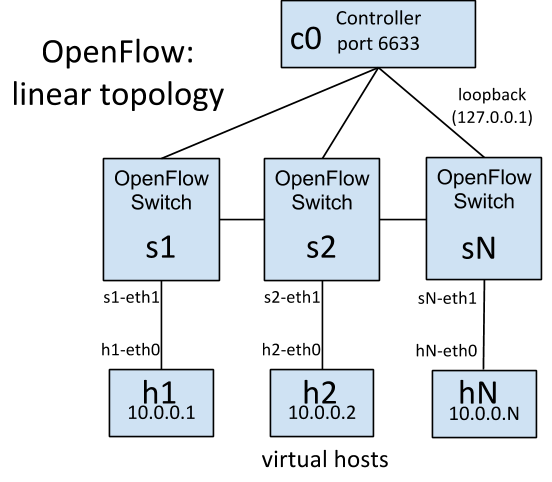 OpenFlow:
linear topology
c0
Controller
port 6633
loopback
(127.0.0.1)
OpenFlow
Switch
s1
OpenFlow
Switch
s2
OpenFlow
Switch
sN
s1-eth1
s2-eth1
sN-eth1
h1-eth0
h2-eth0
hN-eth0
h1
10.0.0.1
h2
10.0.0.2
hN
10.0.0.N
virtual hosts